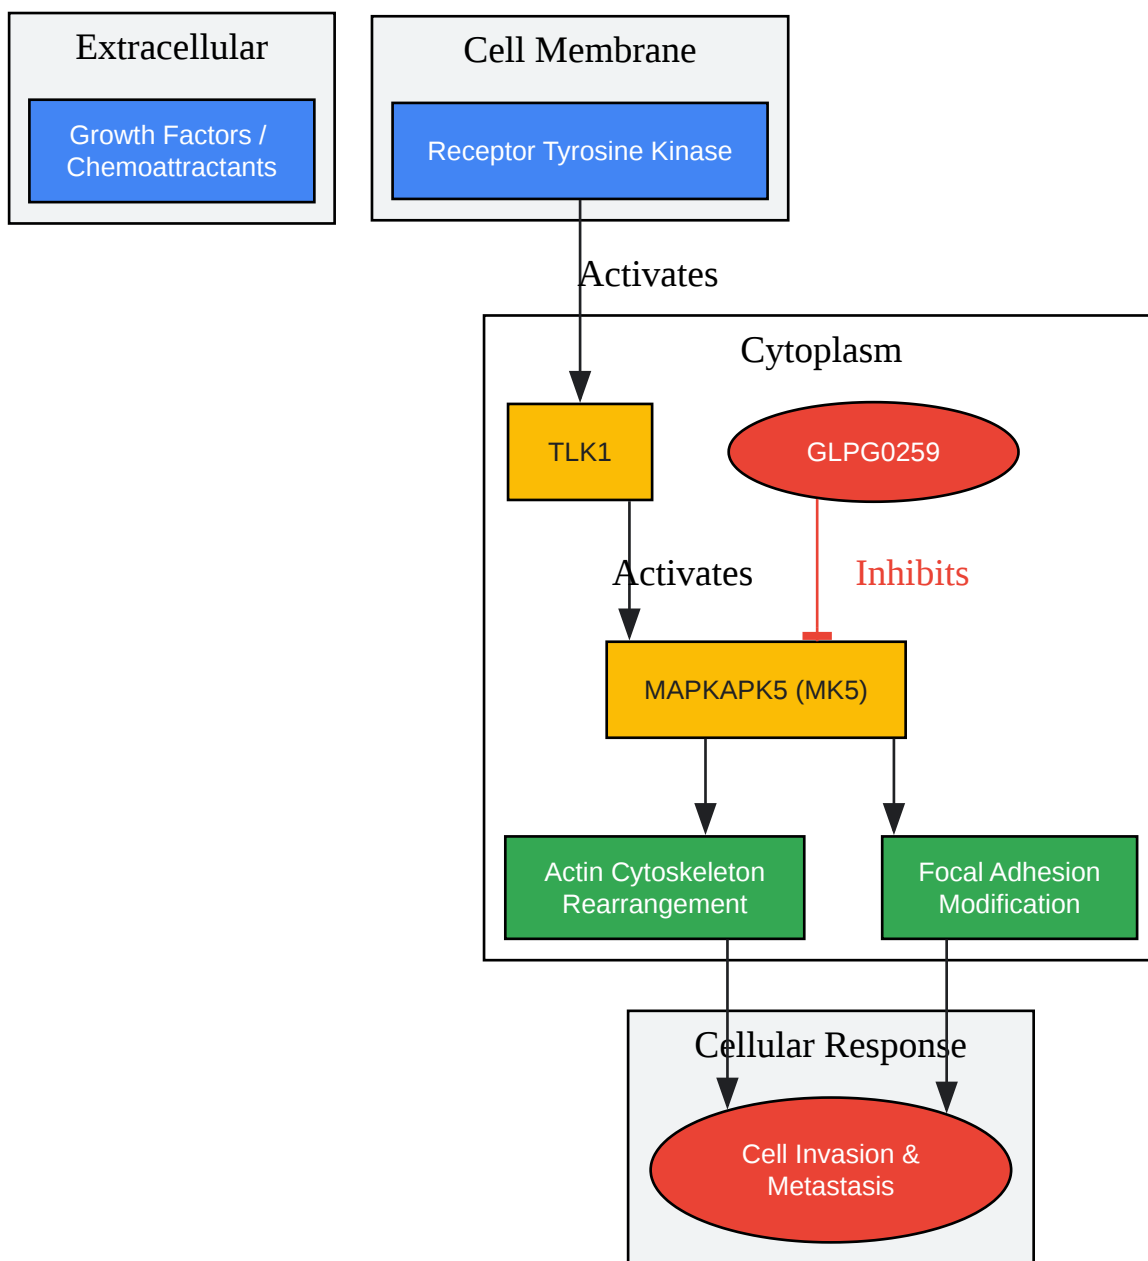 Extracellular
Growth Factors /
Chemoattractants
Cell Membrane
Receptor Tyrosine Kinase
Activates
Cytoplasm
TLK1
GLPG0259
Activates
Inhibits
MAPKAPK5 (MK5)
Actin Cytoskeleton
Rearrangement
Focal Adhesion
Modification
Cellular Response
Cell Invasion &
Metastasis